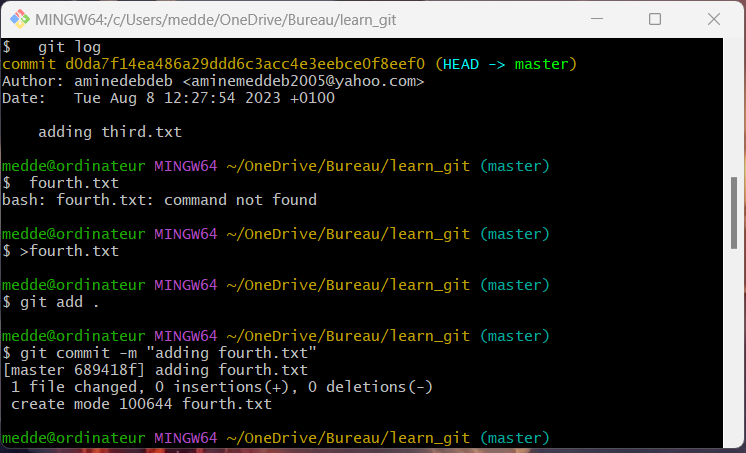 MINGW64:/c/Users/medde/OneDrive/Bureau/learn_git
$   git log
commit d0da7f14ea486a29ddd6c3acc4e3eebce0f8eef0 (HEAD -> master)
Author: aminedebdeb <aminemeddeb2005@yahoo.com>
Date:   Tue Aug 8 12:27:54 2023 +0100
    adding third.txt
medde@ordinateur MINGW64 ~/OneDrive/Bureau/learn_git (master)
$  fourth.txt
bash: fourth.txt: command not found
medde@ordinateur MINGW64 ~/OneDrive/Bureau/learn_git (master)
$ >fourth.txt
medde@ordinateur MINGW64 ~/OneDrive/Bureau/learn_git (master)
$ git add .
medde@ordinateur MINGW64 ~/OneDrive/Bureau/learn_git (master)
$ git commit -m "adding fourth.txt"
[master 689418f] adding fourth.txt
 1 file changed, 0 insertions(+), 0 deletions(-)
 create mode 100644 fourth.txt
medde@ordinateur MINGW64 ~/OneDrive/Bureau/learn_git (master)